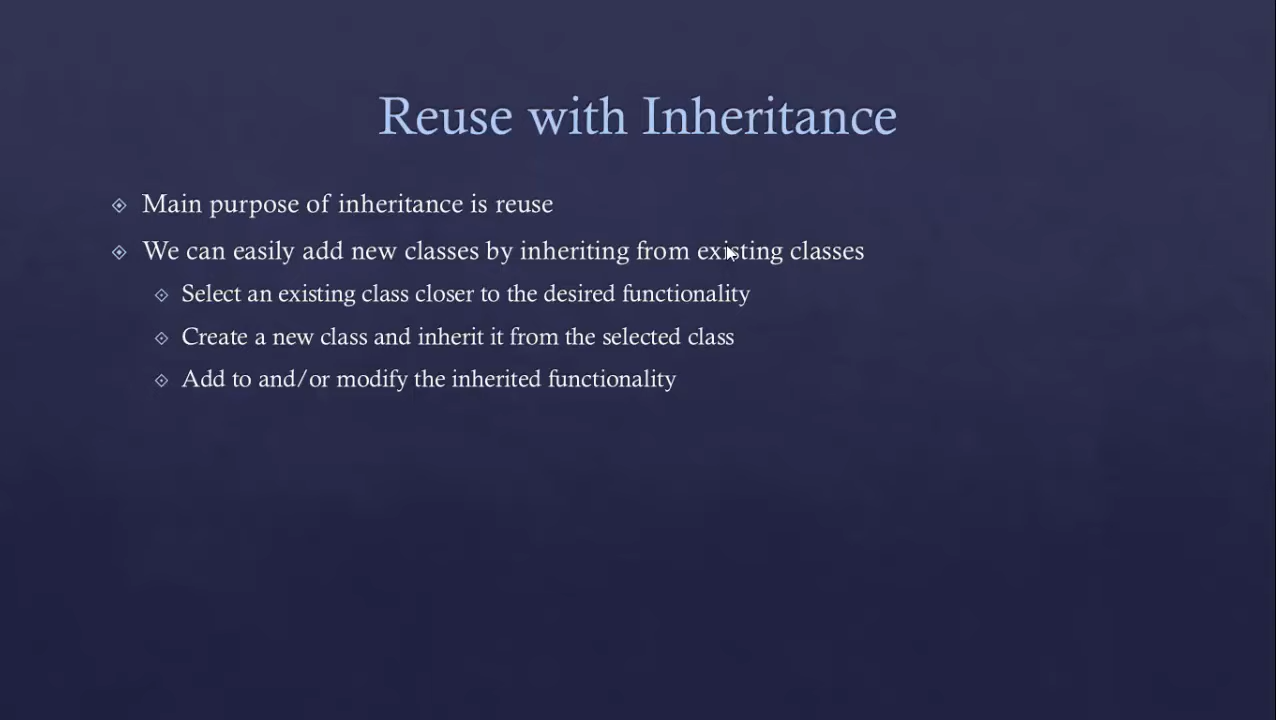 Reuse with Inheritance
Main purpose of inheritance is reuse
We can easily add new classes by inheriting from existing classes
Select an existing class closer to the desired functionality
Create a new class and inherit it from the selected class
Add to and/or modify the inherited functionality